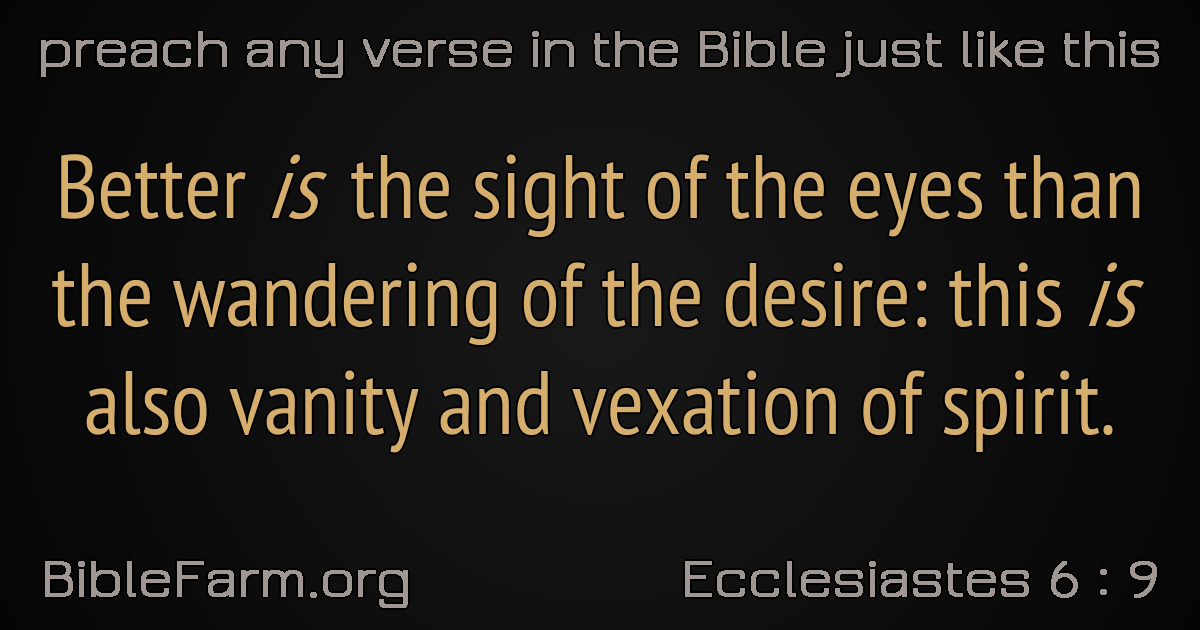 preach any verse in the Bible just like this
Better is the sight of the eyes than
the wandering of the desire: this is
also vanity and vexation of spirit.
BibleFarm.org
Ecclesiastes 6 : 9